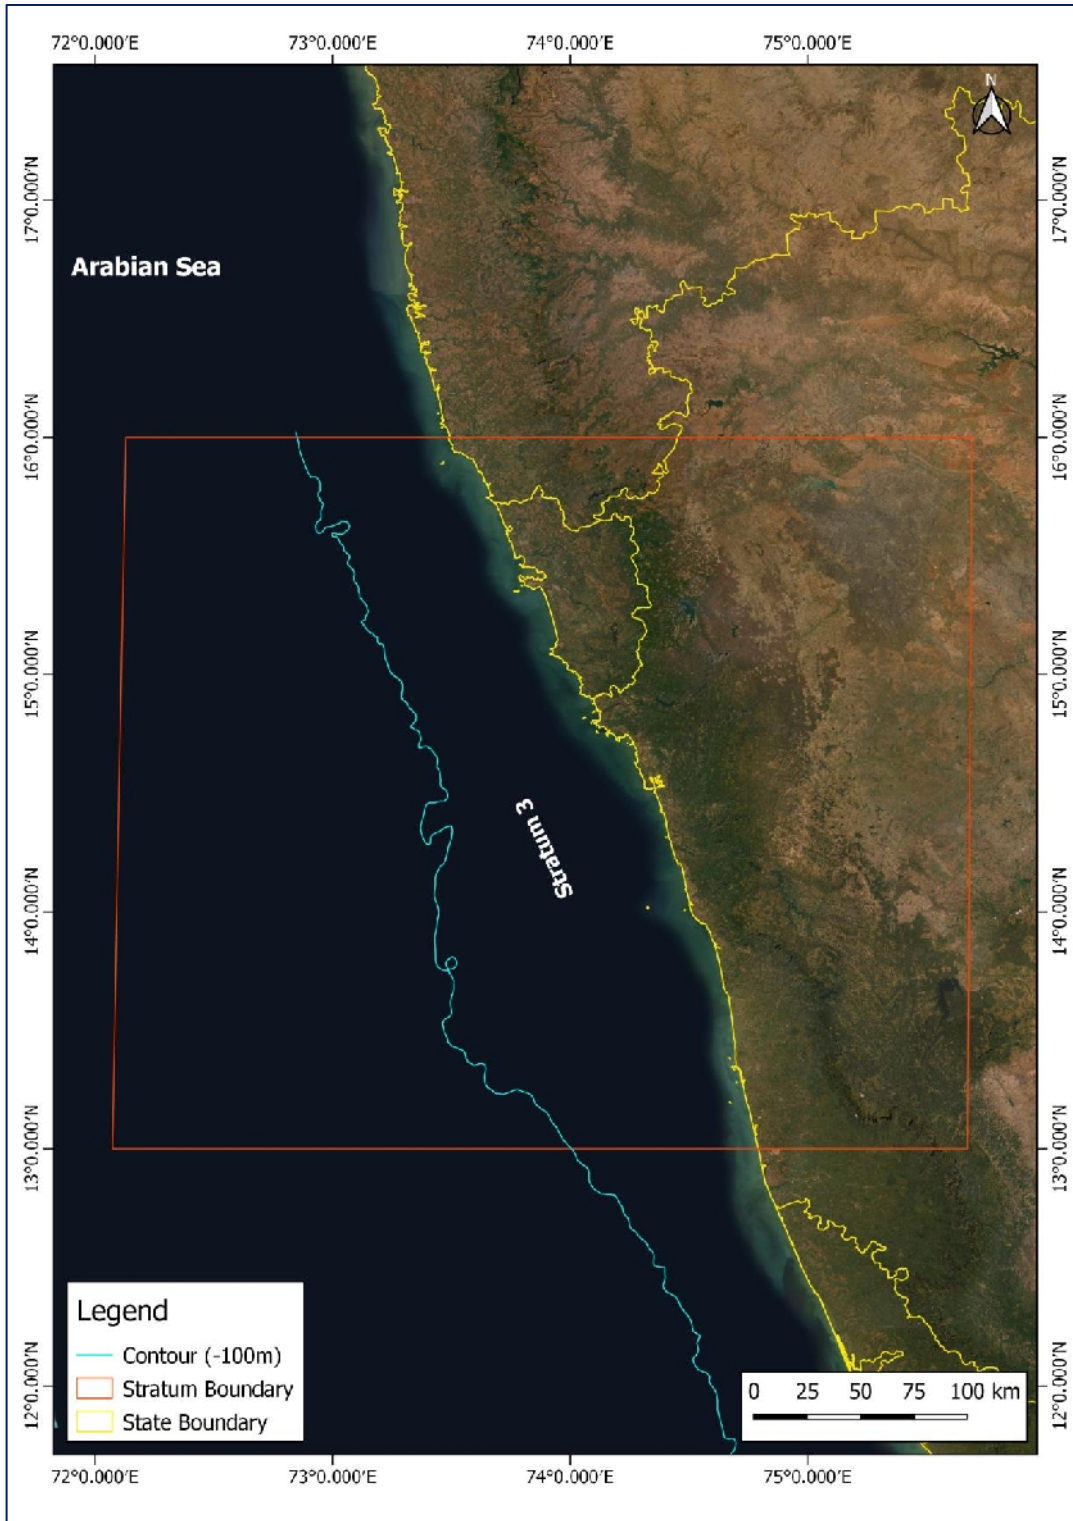 72°0.000'E 73°0.000'E 74°0.000'E 75°0.000'E
N
17°0.000'N 17°0.000'N
Arabian Sea
16°0.000'N 16°0.000'N
15°0.000'N 15°0.000'N
Stratum 3
14°0.000'N 14°0.000'N
13°0.000'N 13°0.000'N
Legend
Contour (-100m)
Stratum Boundary
State Boundary
0 25 50 75 100 km
12°0.000'N 12°0.000'N
72°0.000'E 73°0.000'E 74°0.000'E 75°0.000'E